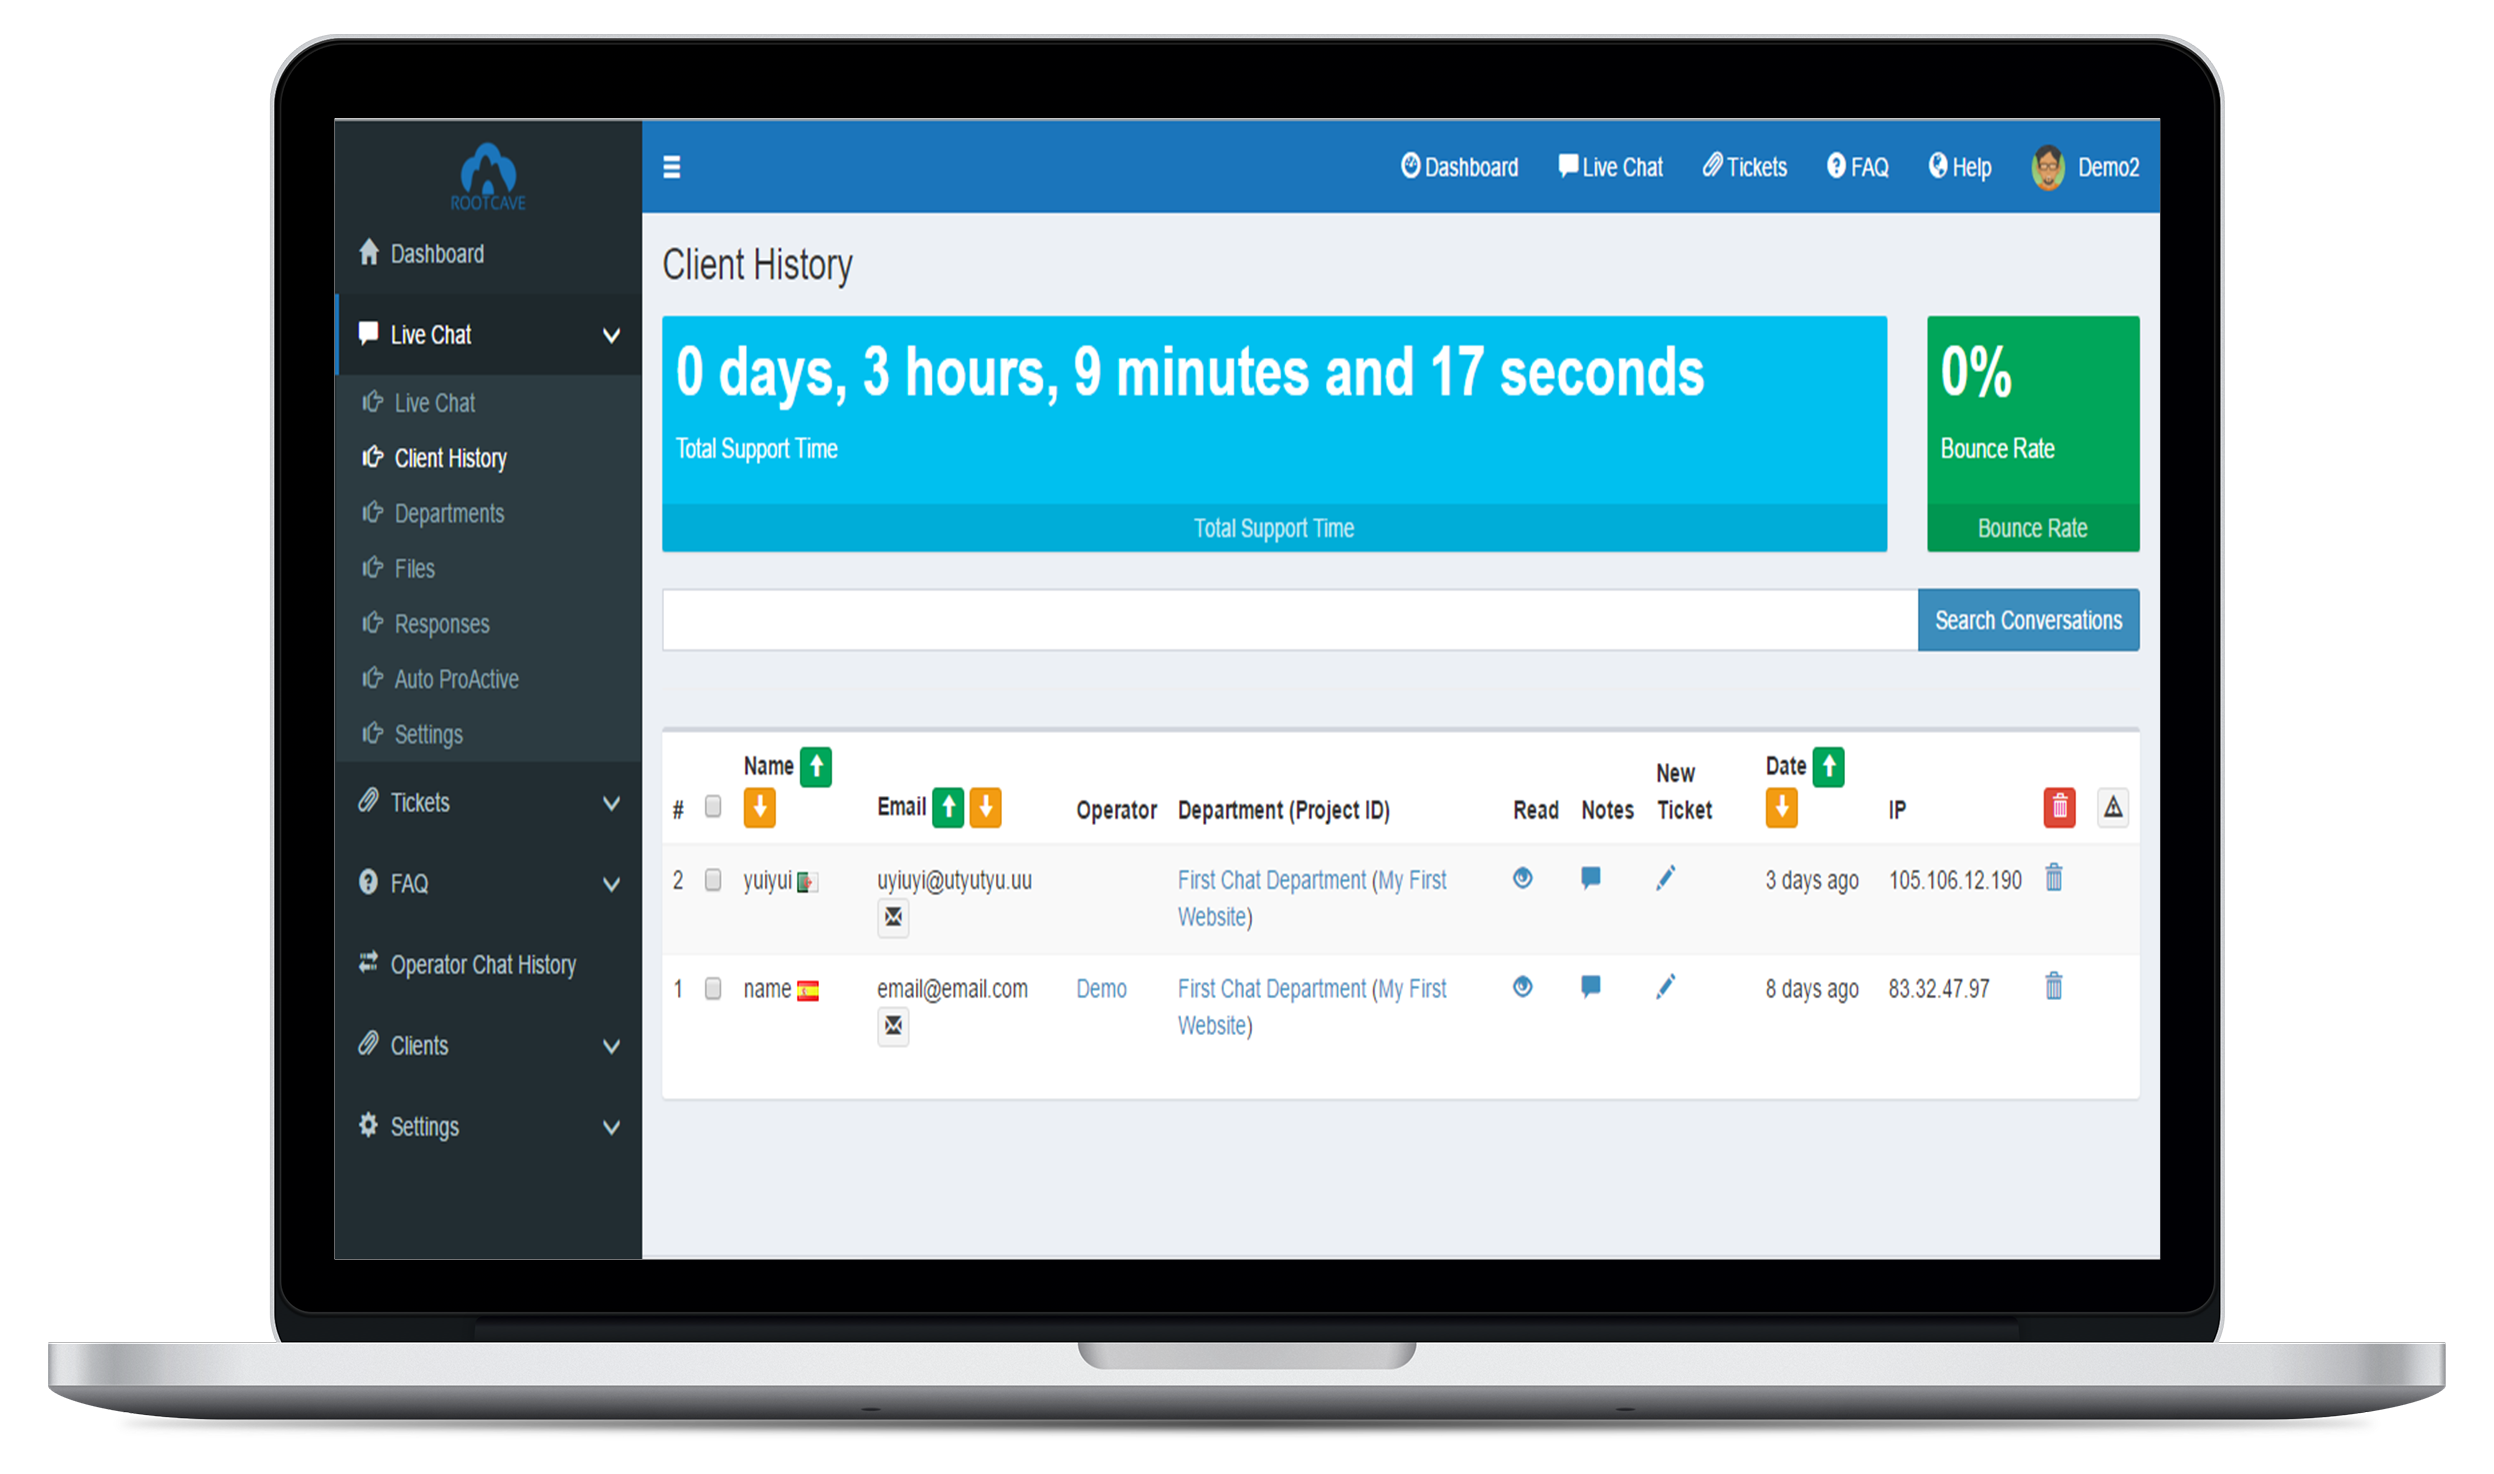 ROOTCAVE
Dashboard
Live Chat
Live Chat
Client History
Departments
Files
Responses
Auto ProActive
Settings
Tickets
FAQ
Operator Chat History
Clients
Settings
Dashboard Live Chat Tickets FAQ Help Demo2
Client History
0 days, 3 hours, 9 minutes and 17 seconds
Total Support Time
Total Support Time
0%
Bounce Rate
Bounce Rate
Search Conversations
# Name Email Operator Department (Project ID) Read Notes New Ticket Date IP
2 yuiyui uyiuyi@utyutyu.uu First Chat Department (My First 3 days ago 105.106.12.190
Website)
1 name email@email.com Demo First Chat Department (My First 8 days ago 83.32.47.97
Website)